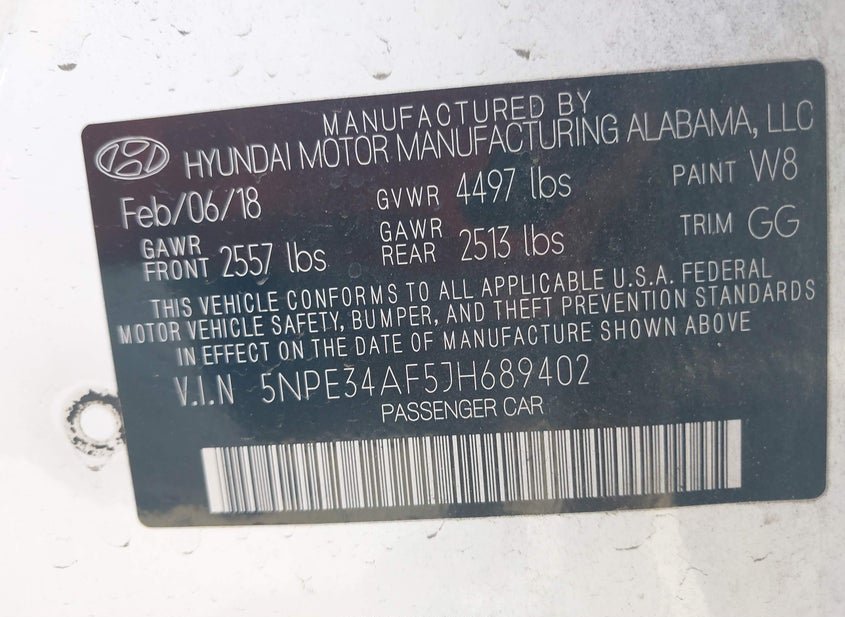 MANUFACTURED BY
HYUNDAI MOTOR MANUFACTURING ALABAMA, LLC
Feb/06/18 GVWR 4497 lbs PAINT W8
GAWR FRONT 2557 lbs GAWR REAR 2513 lbs TRIM GG
THIS VEHICLE CONFORMS TO ALL APPLICABLE U.S.A. FEDERAL
MOTOR VEHICLE SAFETY, BUMPER, AND THEFT PREVENTION STANDARDS
IN EFFECT ON THE DATE OF MANUFACTURE SHOWN ABOVE
V.I.N 5NPE34AF5JH689402
PASSENGER CAR